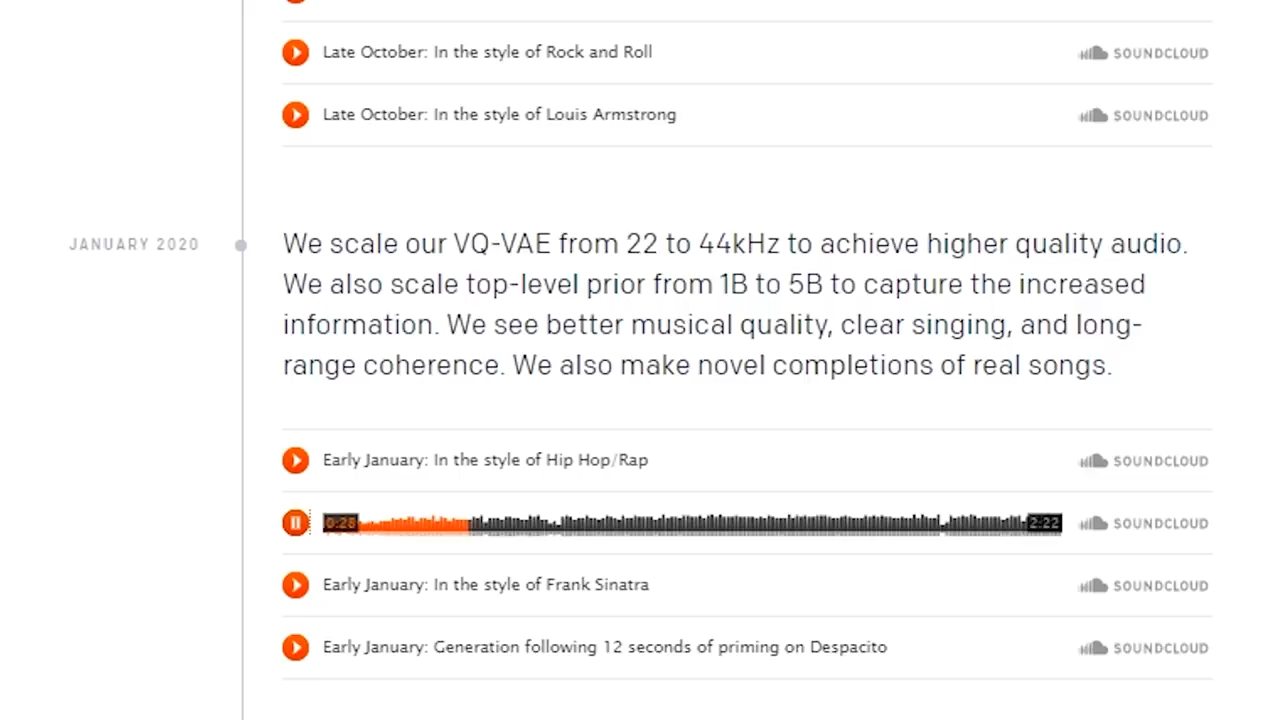 Late October: In the style of Rock and Roll SOUNDCLOUD
Late October: In the style of Louis Armstrong SOUNDCLOUD
JANUARY 2020
We scale our VQ-VAE from 22 to 44kHz to achieve higher quality audio.
We also scale top-level prior from 1B to 5B to capture the increased
information. We see better musical quality, clear singing, and long-
range coherence. We also make novel completions of real songs.
Early January: In the style of Hip Hop/Rap SOUNDCLOUD
0:28 2:22 SOUNDCLOUD
Early January: In the style of Frank Sinatra SOUNDCLOUD
Early January: Generation following 12 seconds of priming on Despacito SOUNDCLOUD